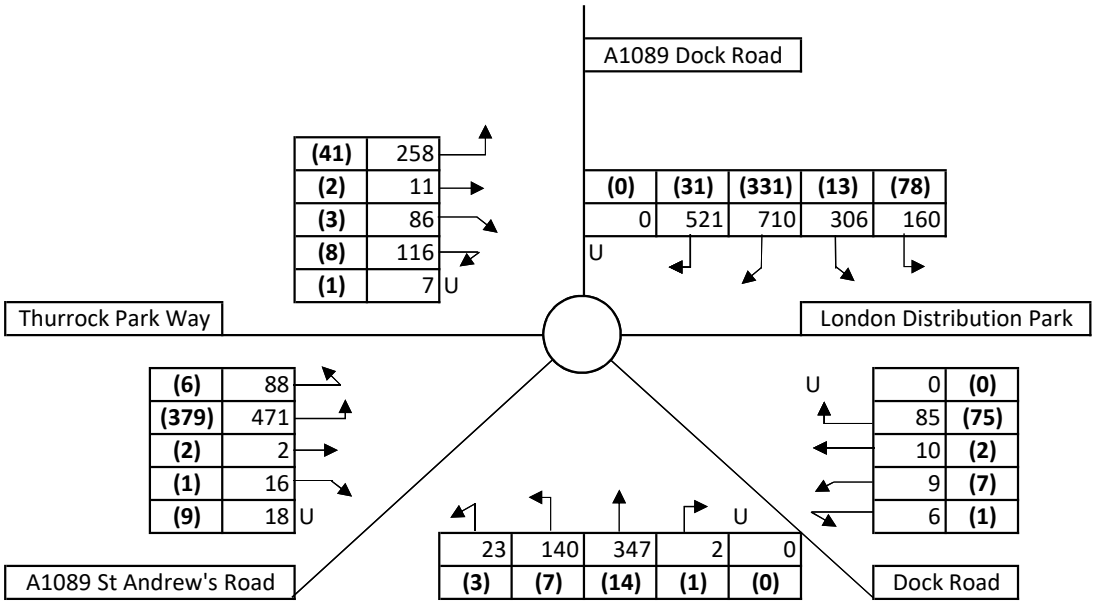 A1089 Dock Road
(41) 258
(2) 11
(3) 86
(8) 116
(1) 7 U
(0) (31) (331) (13) (78)
0 521 710 306 160
U
Thurrock Park Way
London Distribution Park
(6) 88
(379) 471
(2) 2
(1) 16
(9) 18 U
U 0 (0)
85 (75)
10 (2)
9 (7)
6 (1)
U
23 140 347 2 0
(3) (7) (14) (1) (0)
A1089 St Andrew's Road
Dock Road